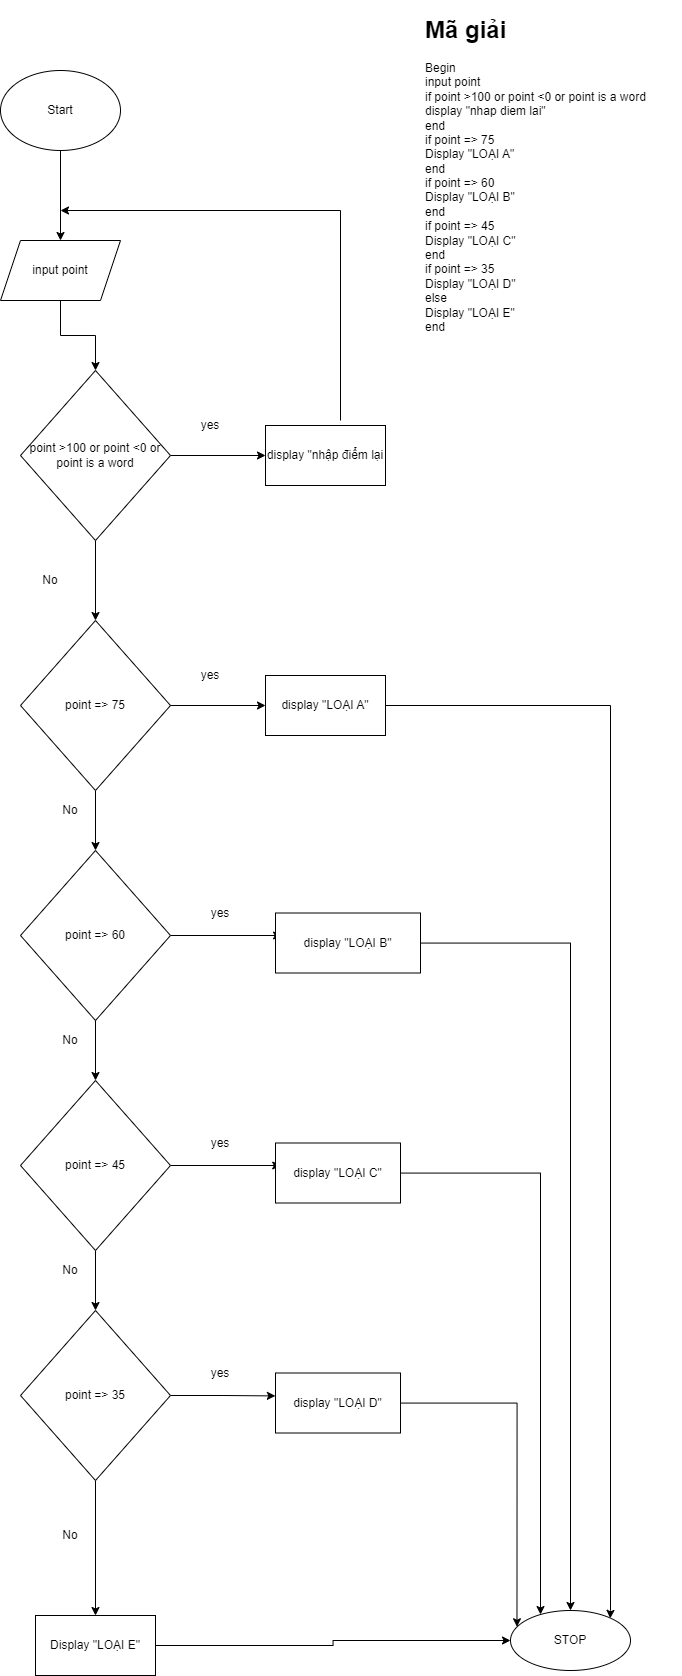 Mã giải
Begin
input point
if point >100 or point <0 or point is a word
display "nhap diem lai"
end
if point => 75
Display "LOẠI A"
end
if point => 60
Display "LOẠI B"
end
if point => 45
Display "LOẠI C"
end
if point => 35
Display "LOẠI D"
else
Display "LOẠI E"
end
Start
input point
point >100 or point <0 or
point is a word
yes
display "nhập điểm lại
No
point => 75
yes
display "LOẠI A"
No
point => 60
yes
display "LOẠI B"
No
point => 45
yes
display "LOẠI C"
No
point => 35
yes
display "LOẠI D"
No
Display "LOẠI E"
STOP